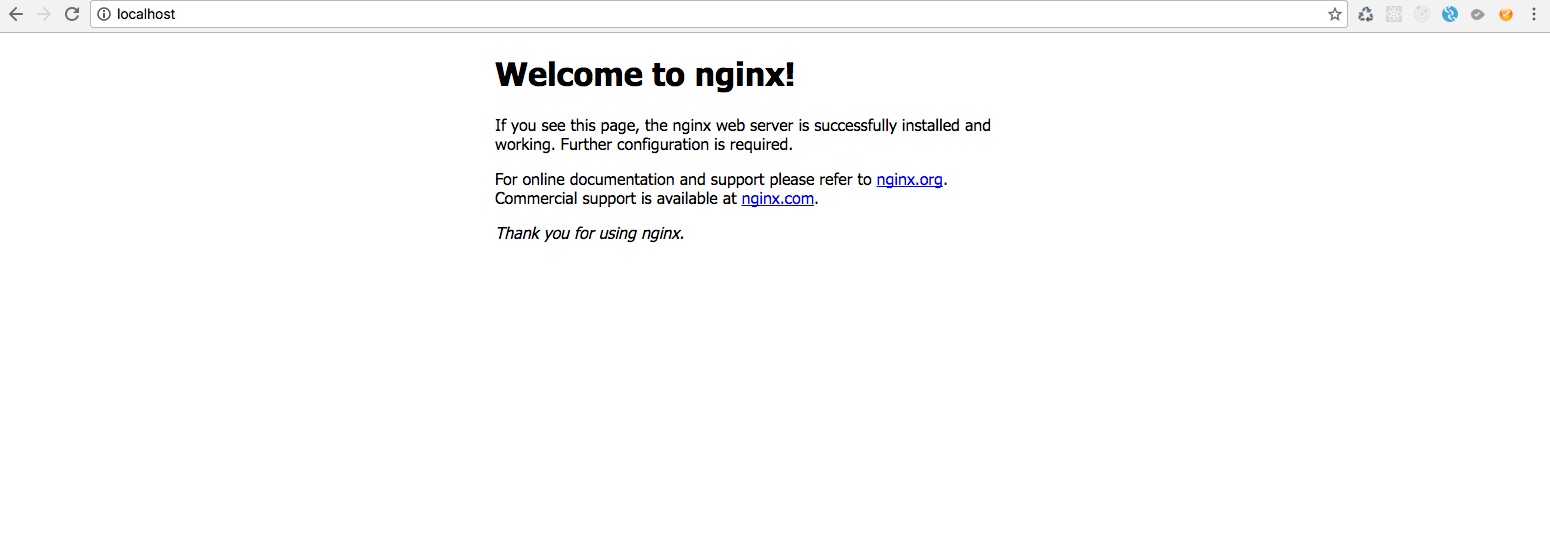 localhost
Welcome to nginx!
If you see this page, the nginx web server is successfully installed and
working. Further configuration is required.
For online documentation and support please refer to nginx.org.
Commercial support is available at nginx.com.
Thank you for using nginx.